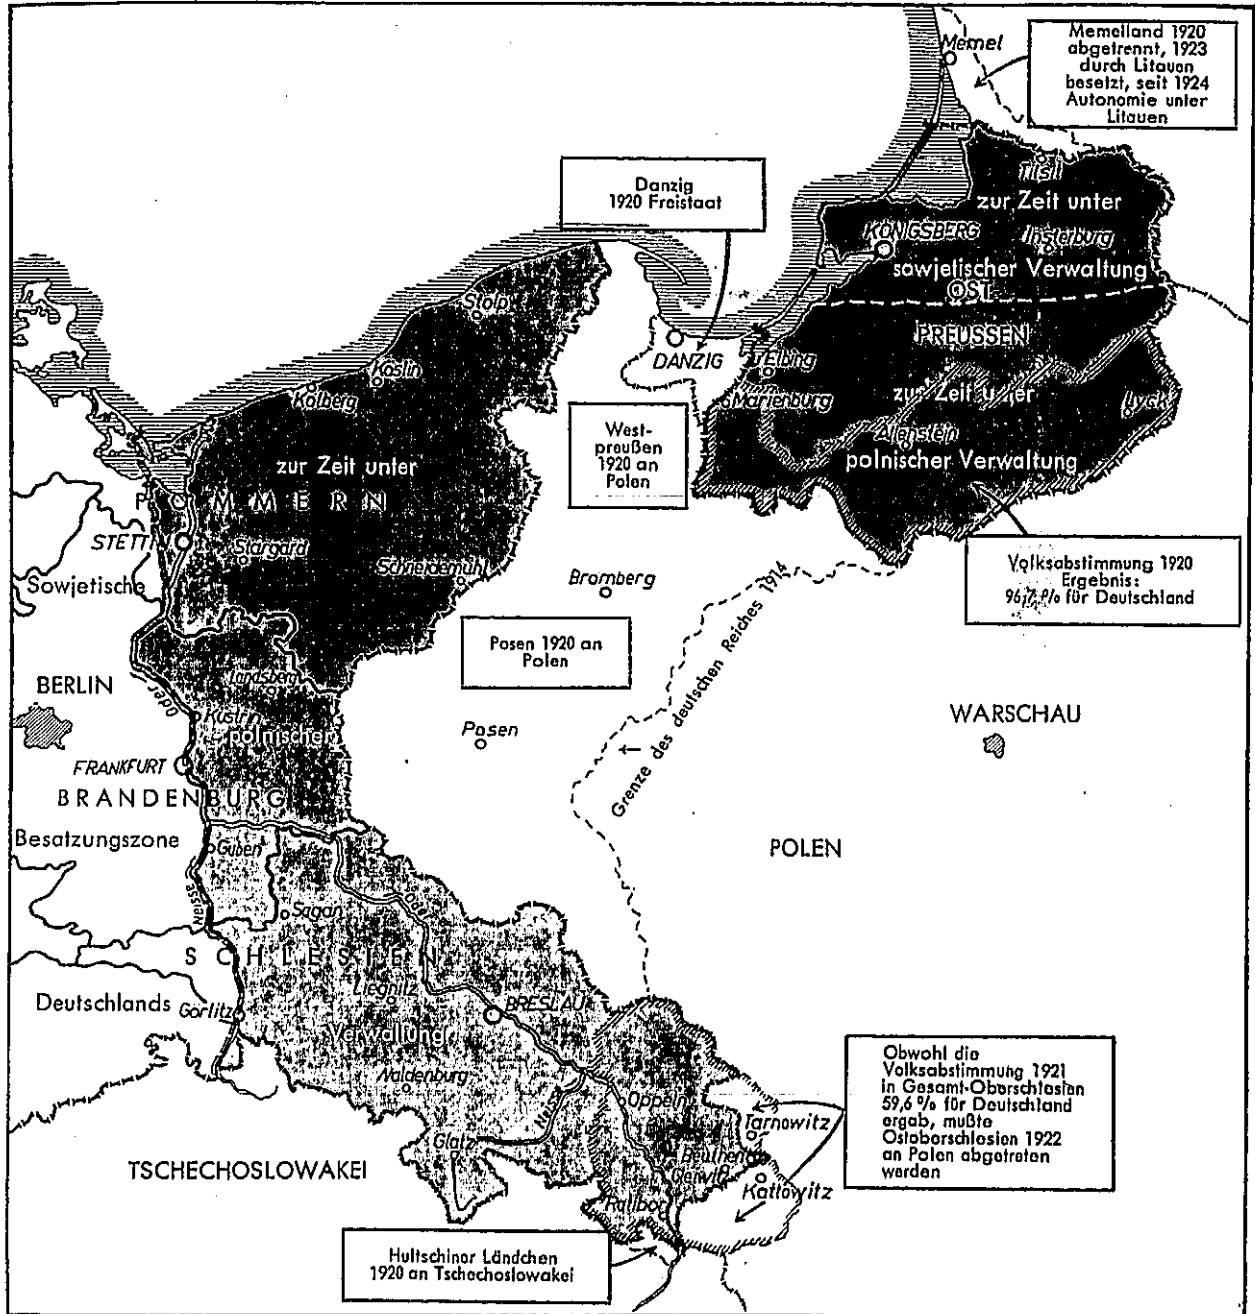 Memel
Memelland 1920
abgetrennt, 1923
durch Litauen
besetzt, seit 1924
Autonomie unter
Litauen
Danzig
1920 Freistaat
Tilsit
zur Zeit unter
KÖNIGSBERG
Insterburg
sowjetischer Verwaltung
OST
PREUSSEN
Stolp
DANZIG
Elbing
Köslin
Kolberg
Marienburg
zur Zeit unter
Lyck
Allenstein
polnischer Verwaltung
West-
preußen
1920 an
Polen
zur Zeit unter
POMMERN
STETTIN
Stargard
Schneidemühl
Sowjetische
Bromberg
Volksabstimmung 1920
Ergebnis:
96,7 % für Deutschland
Posen 1920 an
Polen
Grenze des deutschen Reiches 1914
BERLIN
Landsberg
Oder
Küstrin
polnischer
Posen
WARSCHAU
FRANKFURT
BRANDENBURG
Besatzungszone
Guben
POLEN
Neisse
Oder
Sagan
SCHLESIEN
Deutschlands
Görlitz
Liegnitz
BRESLAU
Verwaltung
Waldenburg
Oppeln
Obwohl die
Volksabstimmung 1921
in Gesamt-Oberschlesien
59,6 % für Deutschland
ergab, mußte
Ostoberschlesien 1922
an Polen abgetreten
werden
Tarnowitz
Glatz
Beuthen
Gleiwitz
Kattowitz
TSCHECHOSLOWAKEI
Ratibor
Hultschiner Ländchen
1920 an Tschechoslowakei